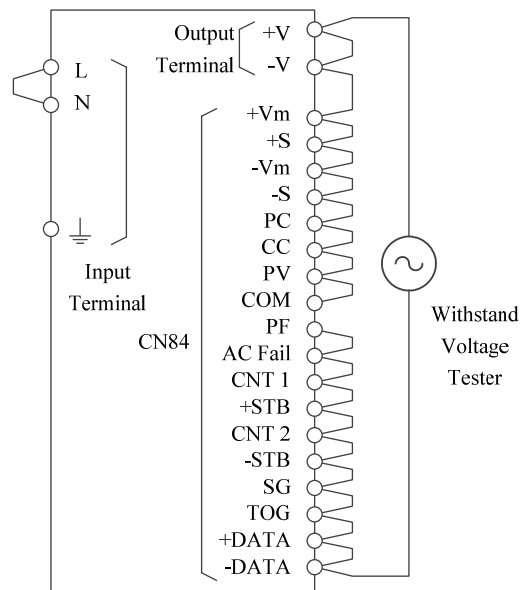 Output
Terminal
+V
-V
L
N
Input
Terminal
CN84
+Vm
+S
-Vm
-S
PC
CC
PV
COM
PF
AC Fail
CNT 1
+STB
CNT 2
-STB
SG
TOG
+DATA
-DATA
Withstand
Voltage
Tester